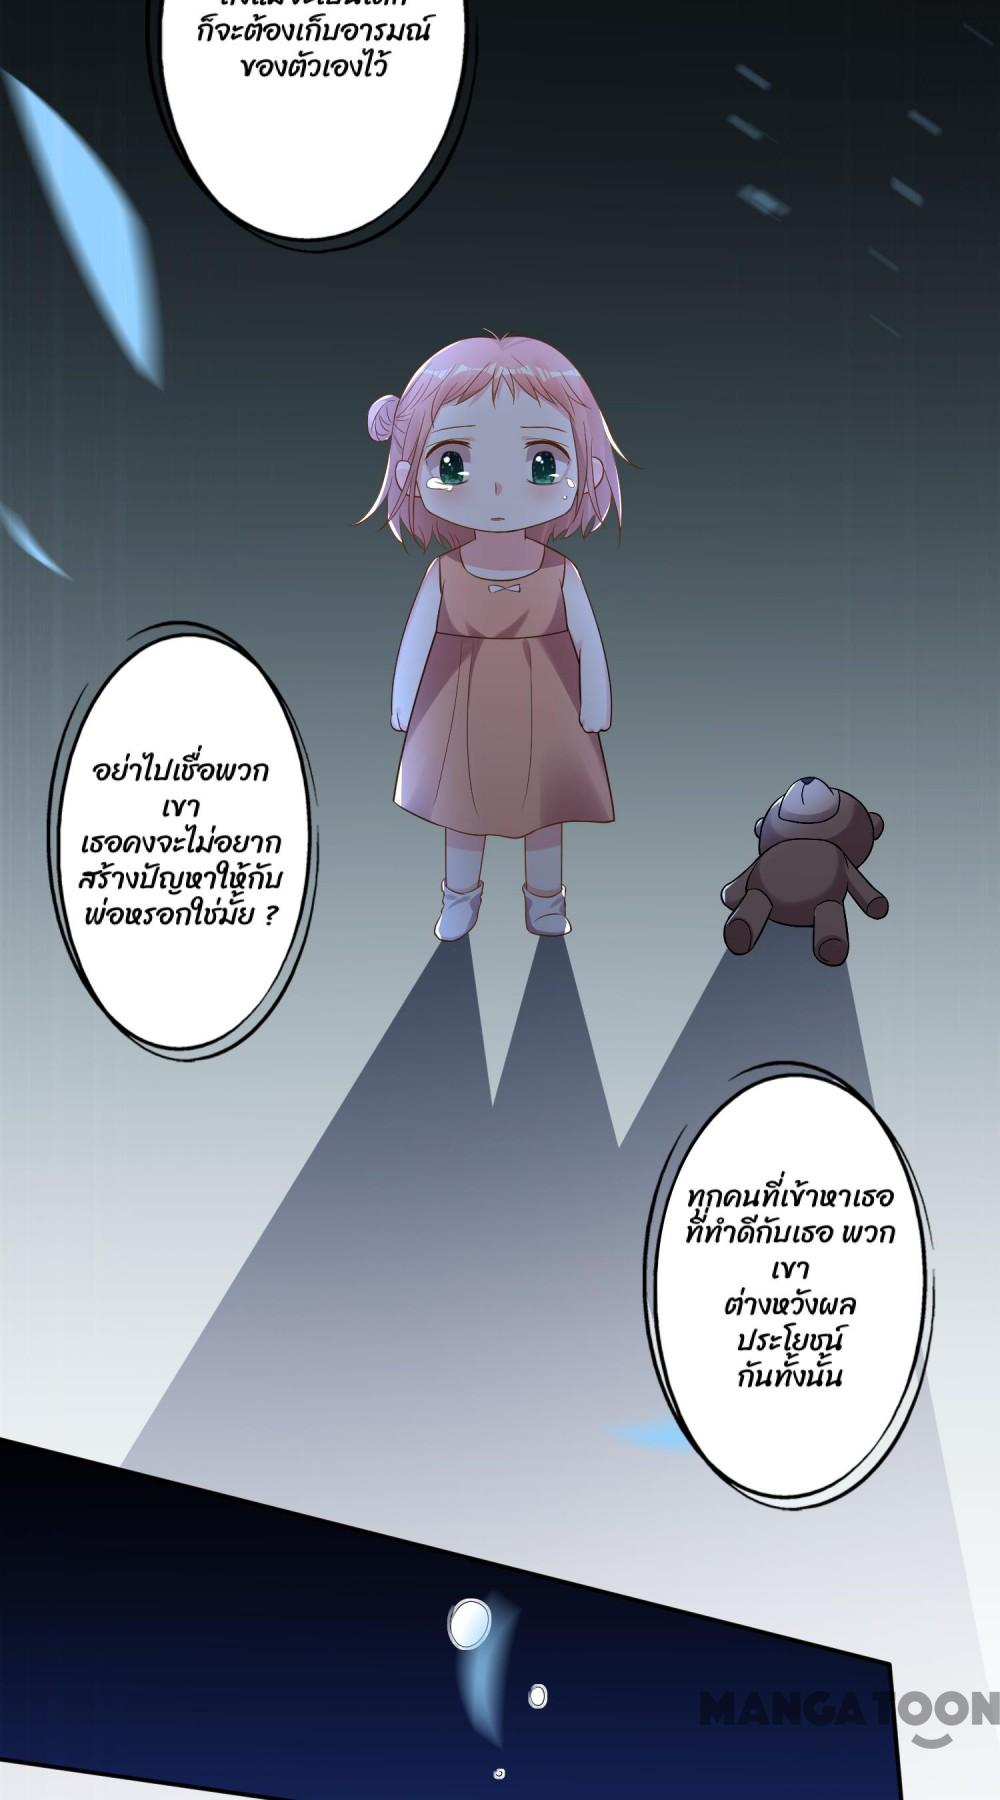 ก็จะต้องเก็บอารมณ์
ของตัวเองไว้
อย่าไปเชื่อพวก
เขา
เธอคงจะไม่อยาก
สร้างปัญหาให้กับ
พ่อหรอกใช่มั้ย ?
ทุกคนที่เข้าหาเธอ
ที่ทำดีกับเธอ พวก
เขา
ต่างหวังผล
ประโยชน์
กันทั้งนั้น
MANGATOON